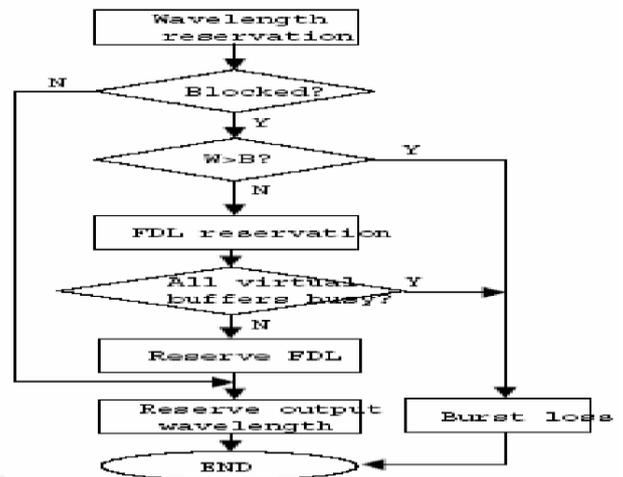 Wavelength
reservation
N
Blocked?
Y
W>B?
Y
N
FDL reservation
All virtual
buffers busy?
Y
N
Reserve FDL
Reserve output
wavelength
Burst loss
END